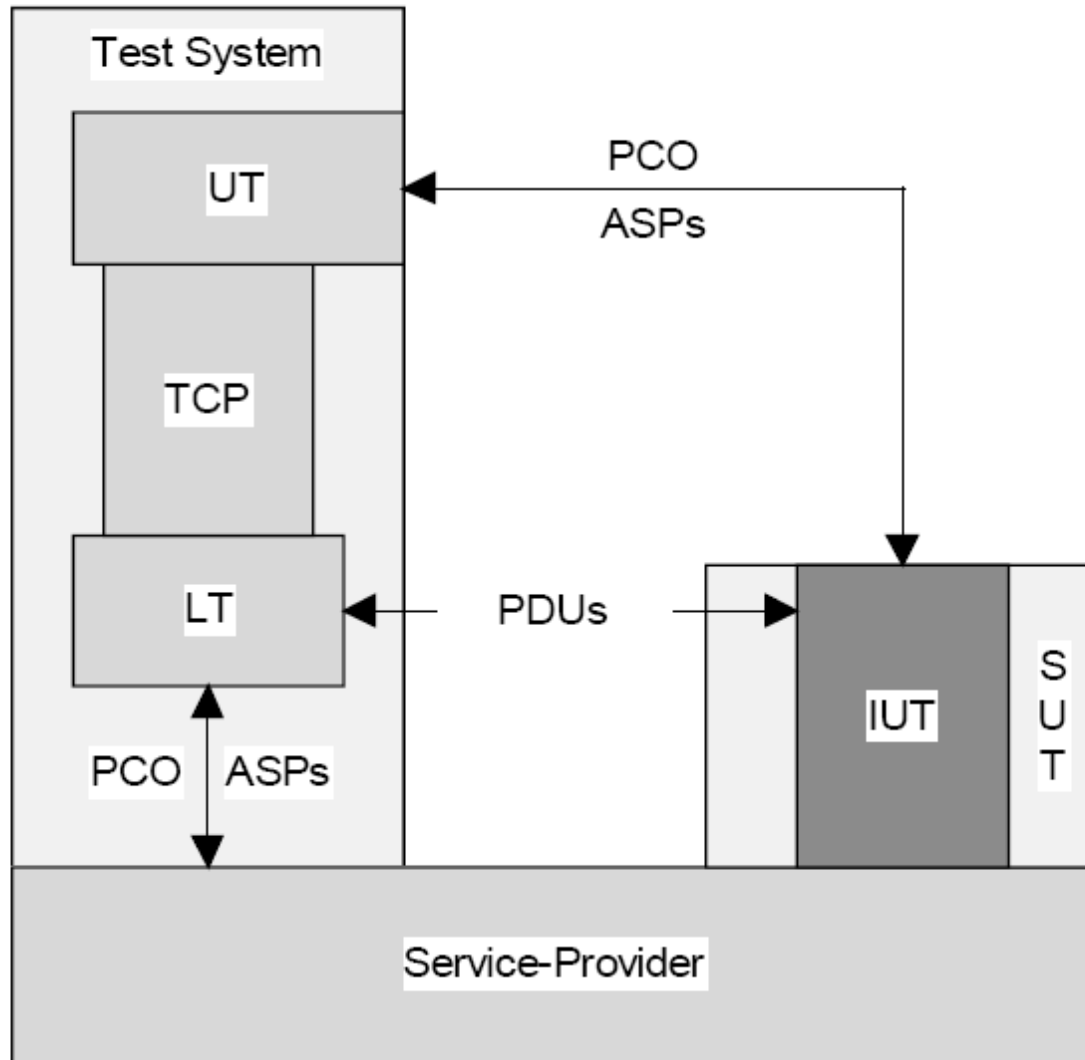 Test System
UT
PCO
ASPs
TCP
LT
PDUs
IUT
S
U
T
PCO
ASPs
Service-Provider